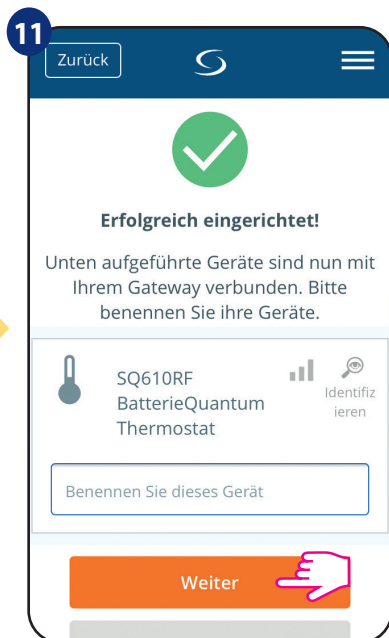 11
Zurück
Erfolgreich eingerichtet!
Unten aufgeführte Geräte sind nun mit
Ihrem Gateway verbunden. Bitte
benennen Sie ihre Geräte.
SQ610RF
BatterieQuantum
Thermostat
Identifiz
ieren
Benennen Sie dieses Gerät
Weiter